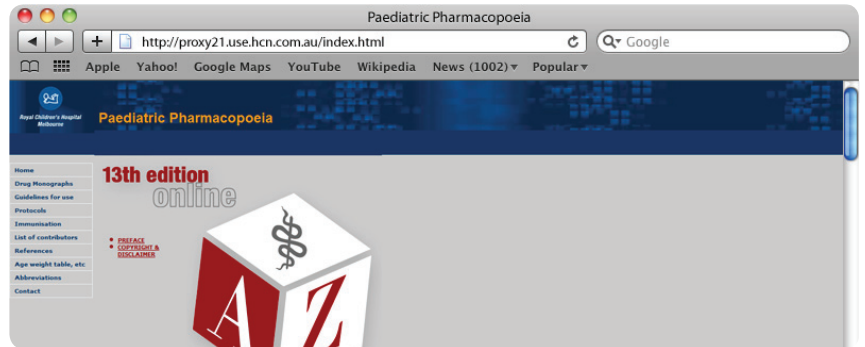 Paediatric Pharmacopoeia
http://proxy21.use.hcn.com.au/index.html
Google
Apple Yahoo! Google Maps YouTube Wikipedia News (1002) Popular
Royal Children's Hospital
Melbourne
Paediatric Pharmacopoeia
13th edition
online
Home
Drug Monographs
Guidelines for use
Protocols
Immunisation
List of contributors
References
Age weight table, etc
Abbreviations
Contact
PREFACE
COPYRIGHT &
DISCLAIMER
A Z